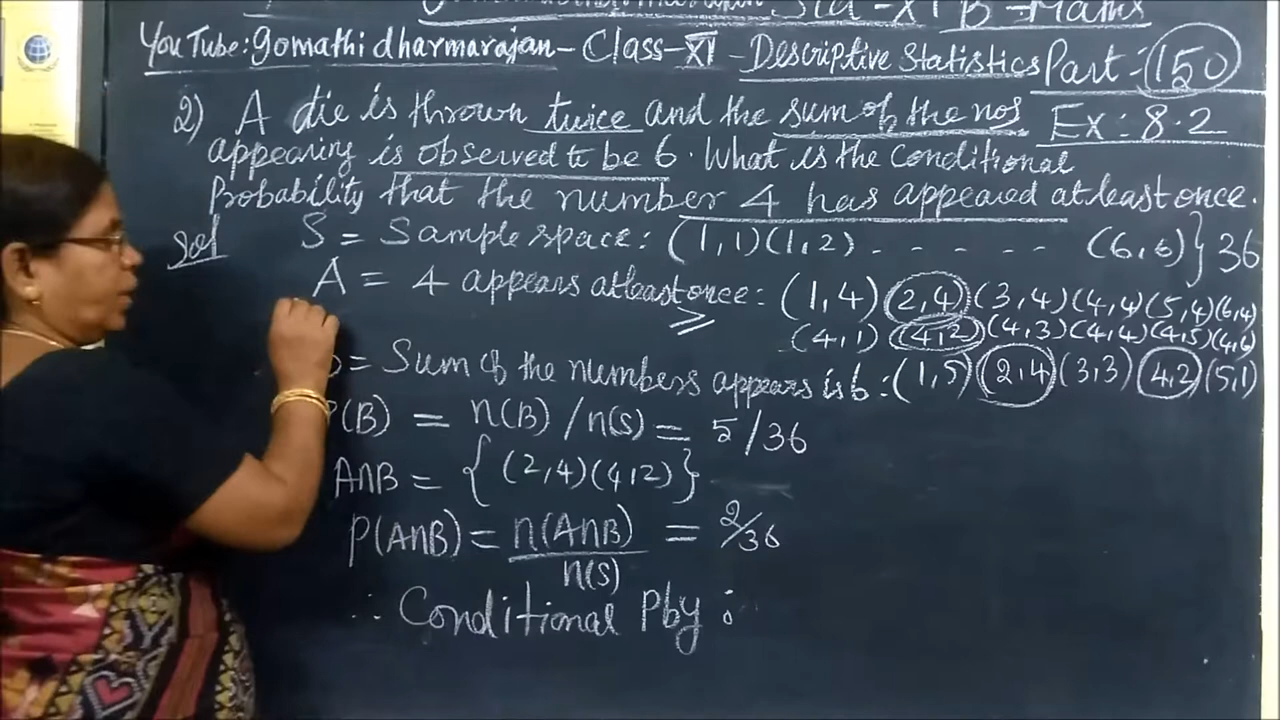 Std - XI B - Maths
YouTube: gomathi dharmarajan - Class - XI - Descriptive Statistics Part : 150
2) A die is thrown twice and the sum of the nos Ex : 8.2
appearing is observed to be 6. What is the conditional
Probability that the number 4 has appeared atleast once.
Sol S = Sample space: (1,1)(1,2) - - - - - (6,6)} 36
A = 4 appears atleast once: (1,4)(2,4)(3,4)(4,4)(5,4)(6,4)
≥ (4,1)(4,2)(4,3)(4,4)(4,5)(4,6)
= Sum of the numbers appears is 6: (1,5)(2,4)(3,3)(4,2)(5,1)
P(B) = n(B) / n(S) = 5/36
A∩B = {(2,4)(4,2)}
P(A∩B) = n(A∩B) = 2/36
n(S)
∴ Conditional Pby :